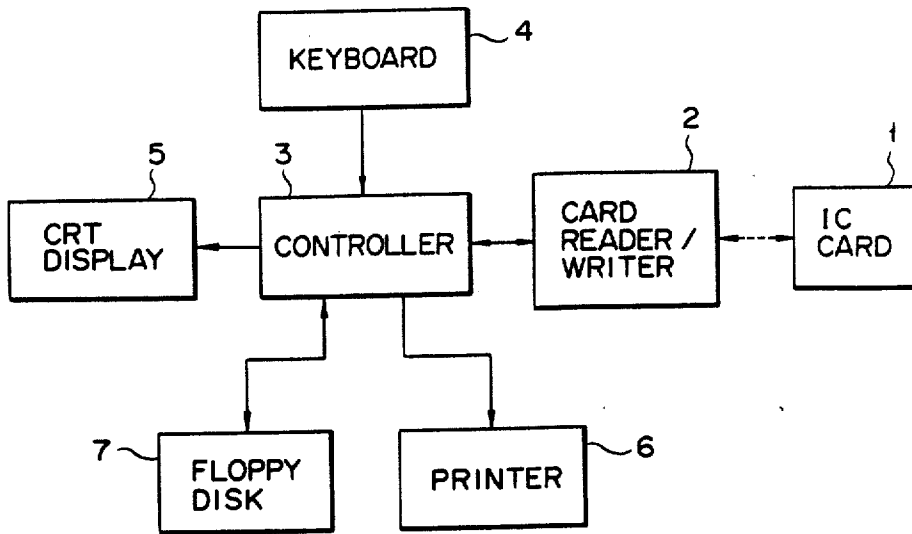 4
KEYBOARD
5
3
2
1
CRT
DISPLAY
CONTROLLER
CARD
READER/
WRITER
IC
CARD
7
FLOPPY
DISK
PRINTER
6